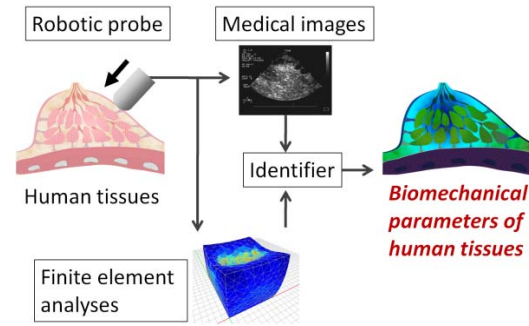 Robotic probe
Medical images
Human tissues
Identifier
Biomechanical
parameters of
human tissues
Finite element
analyses